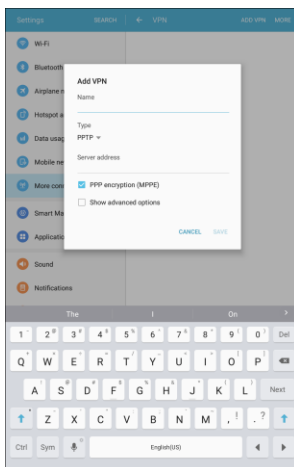 Settings SEARCH ← VPN ADD VPN MORE
Wi-Fi
Bluetooth
Airplane n
Hotspot a
Data usag
Mobile ne
More con
Smart Ma
Applicatio
Sound
Notifications
Add VPN
Name
Type
PPTP
Server address
PPP encryption (MPPE)
Show advanced options
CANCEL SAVE
The I On >
1 2 3 4 5 6 7 8 9 0 Del
Q W E R T Y U I O P
A S D F G H J K L Next
Z X C V B N M , ! . ?
Ctrl Sym English(US)